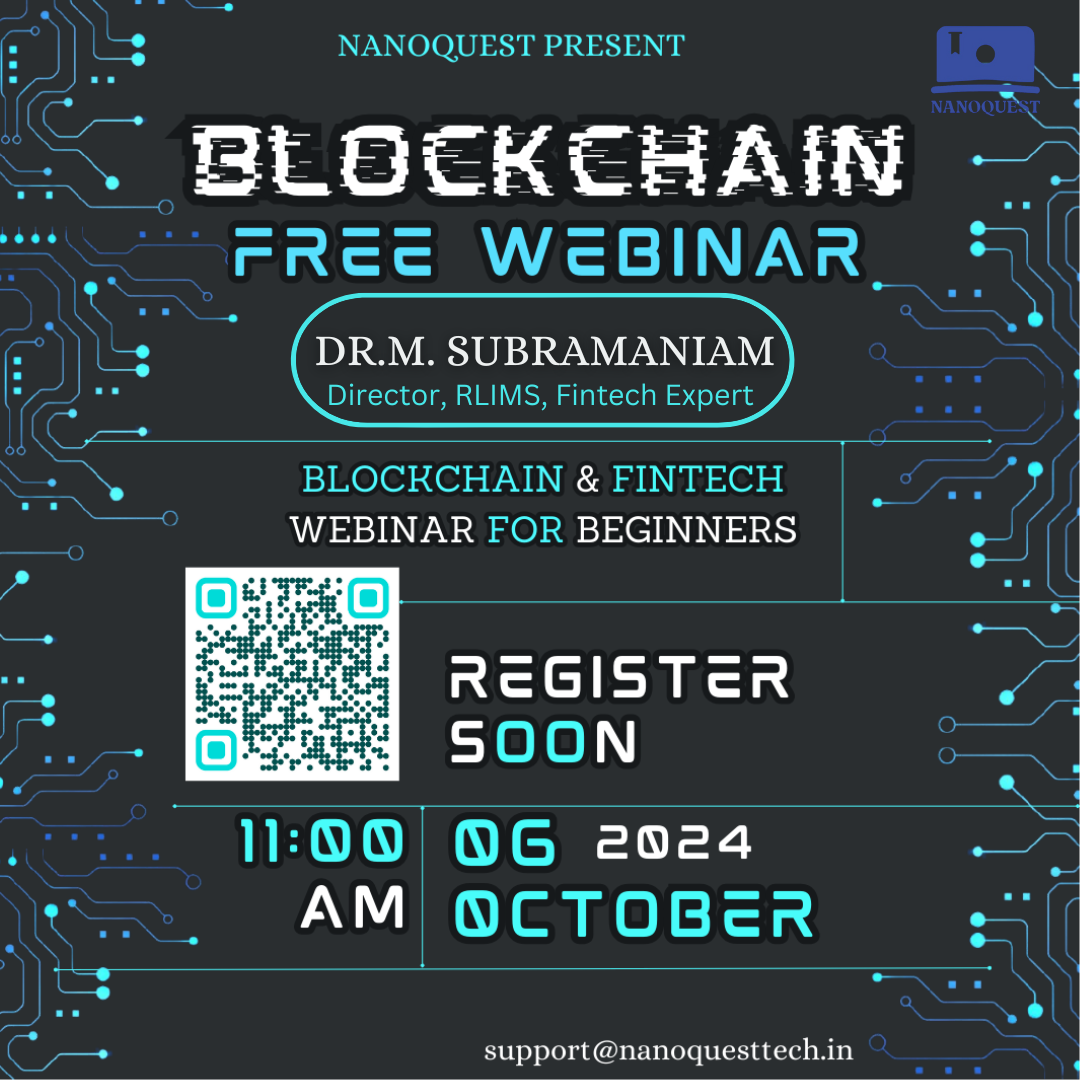 NANOQUEST PRESENT
NANOQUEST
BLOCKCHAIN
FREE WEBINAR
DR.M. SUBRAMANIAM
Director, RLIMS, Fintech Expert
BLOCKCHAIN & FINTECH
WEBINAR FOR BEGINNERS
REGISTER
SOON
11:00
AM
06 2024
OCTOBER
support@nanoquesttech.in